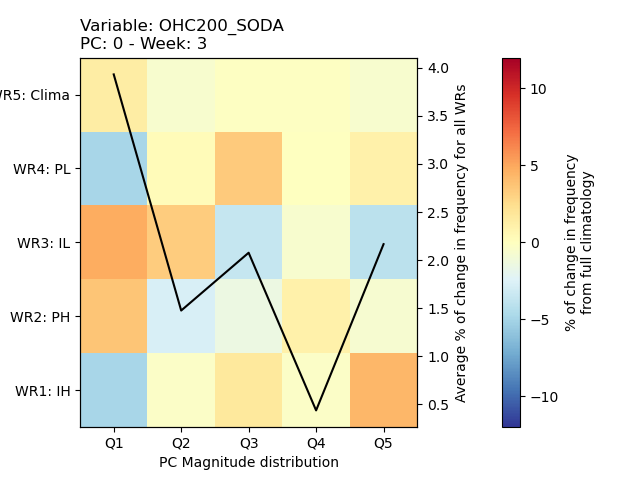 Variable: OHC200_SODA
PC: 0 - Week: 3
WR5: Clima
WR4: PL
WR3: IL
WR2: PH
WR1: IH
Q1 Q2 Q3 Q4 Q5
PC Magnitude distribution
4.0
3.5
3.0
2.5
2.0
1.5
1.0
0.5
Average % of change in frequency for all WRs
10
5
0
−5
−10
% of change in frequency
from full climatology